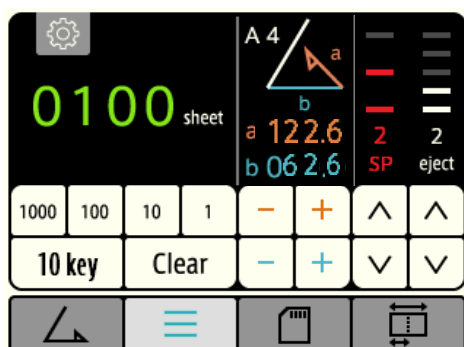 A 4
a
b
0100 sheet
a 122.6
b 062.6
2
SP
2
eject
1000
100
10
1
− +
10 key
Clear
− +